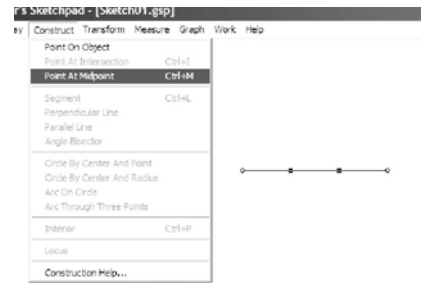 r's Sketchpad - [Sketch01.gsp]
ay Construct Transform Measure Graph Work Help
Point On Object
Point At Intersection Ctrl+I
Point At Midpoint Ctrl+M
Segment Ctrl+L
Perpendicular Line
Parallel Line
Angle Bisector
Circle By Center And Point
Circle By Center And Radius
Arc On Circle
Arc Through Three Points
Interior Ctrl+P
Locus
Construction Help...